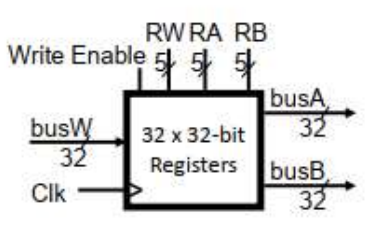 RW RA RB
Write Enable 5 5 5
busW
32
Clk
32 x 32-bit
Registers
busA
32
busB
32